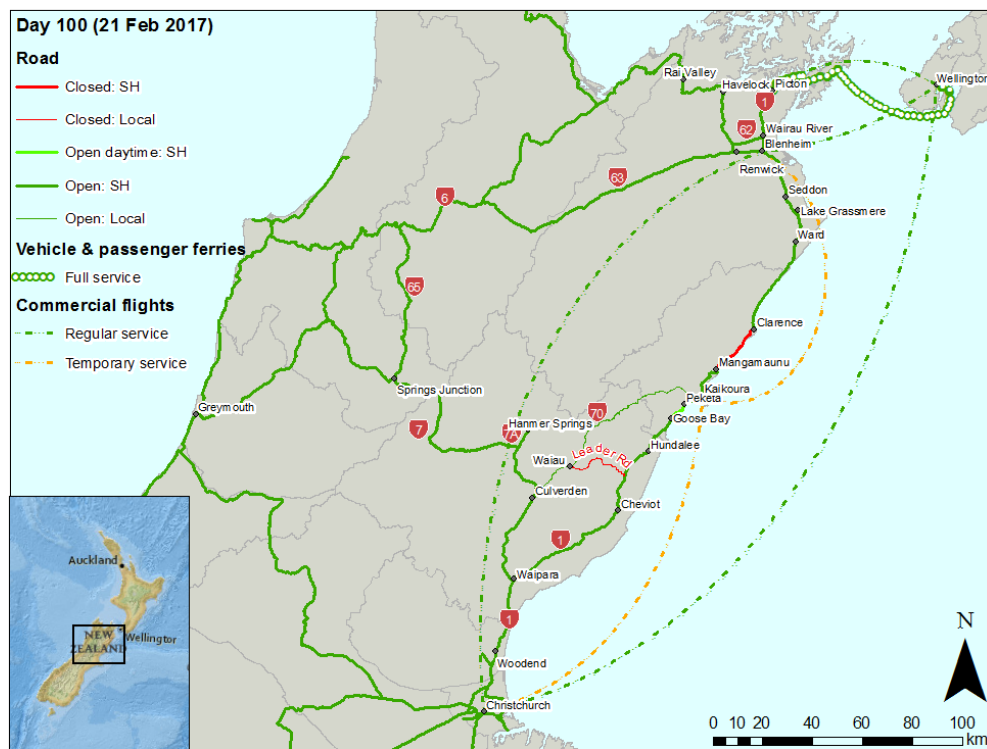 Day 100 (21 Feb 2017)
Road
Closed: SH
Closed: Local
Open daytime: SH
Open: SH
Open: Local
Vehicle & passenger ferries
Full service
Commercial flights
Regular service
Temporary service
Rai Valley
Havelock
Picton
Wellington
1
62
Wairau River
Blenheim
63
Renwick
6
Seddon
Lake Grassmere
Ward
65
Clarence
Mangamaunu
Springs Junction
Kaikoura
Peketa
Greymouth
70
Goose Bay
7
7A
Hanmer Springs
Hundalee
Leader Rd
Waiau
Culverden
Cheviot
1
Waipara
1
Woodend
Christchurch
Auckland
NEW
ZEALAND
Wellington
N
0 10 20 40 60 80 100
km